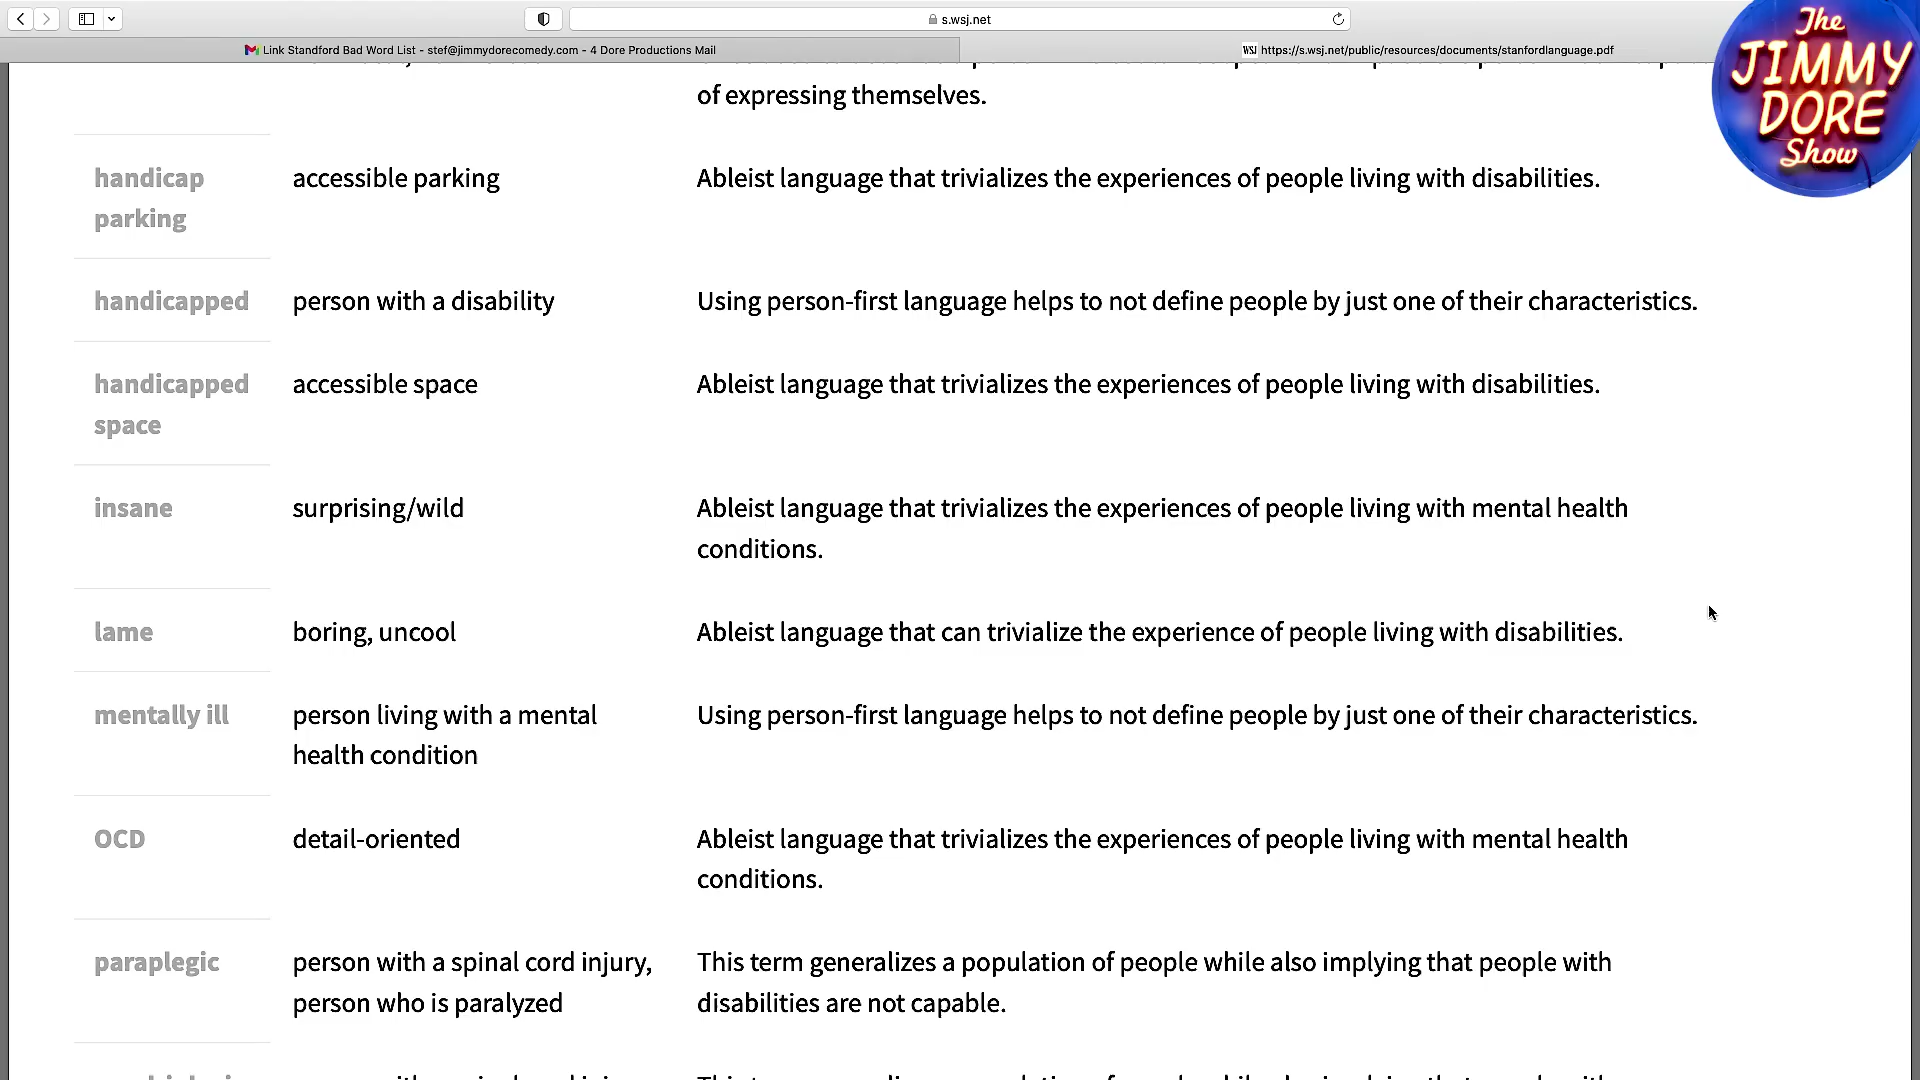 s.wsj.net
Link Standford Bad Word List - stef@jimmydorecomedy.com - 4 Dore Productions Mail
WSJ https://s.wsj.net/public/resources/documents/stanfordlanguage.pdf
The
JIMMY
DORE
Show
of expressing themselves.
handicap parking
accessible parking
Ableist language that trivializes the experiences of people living with disabilities.
handicapped
person with a disability
Using person-first language helps to not define people by just one of their characteristics.
handicapped space
accessible space
Ableist language that trivializes the experiences of people living with disabilities.
insane
surprising/wild
Ableist language that trivializes the experiences of people living with mental health
conditions.
lame
boring, uncool
Ableist language that can trivialize the experience of people living with disabilities.
mentally ill
person living with a mental
health condition
Using person-first language helps to not define people by just one of their characteristics.
OCD
detail-oriented
Ableist language that trivializes the experiences of people living with mental health
conditions.
paraplegic
person with a spinal cord injury,
person who is paralyzed
This term generalizes a population of people while also implying that people with
disabilities are not capable.